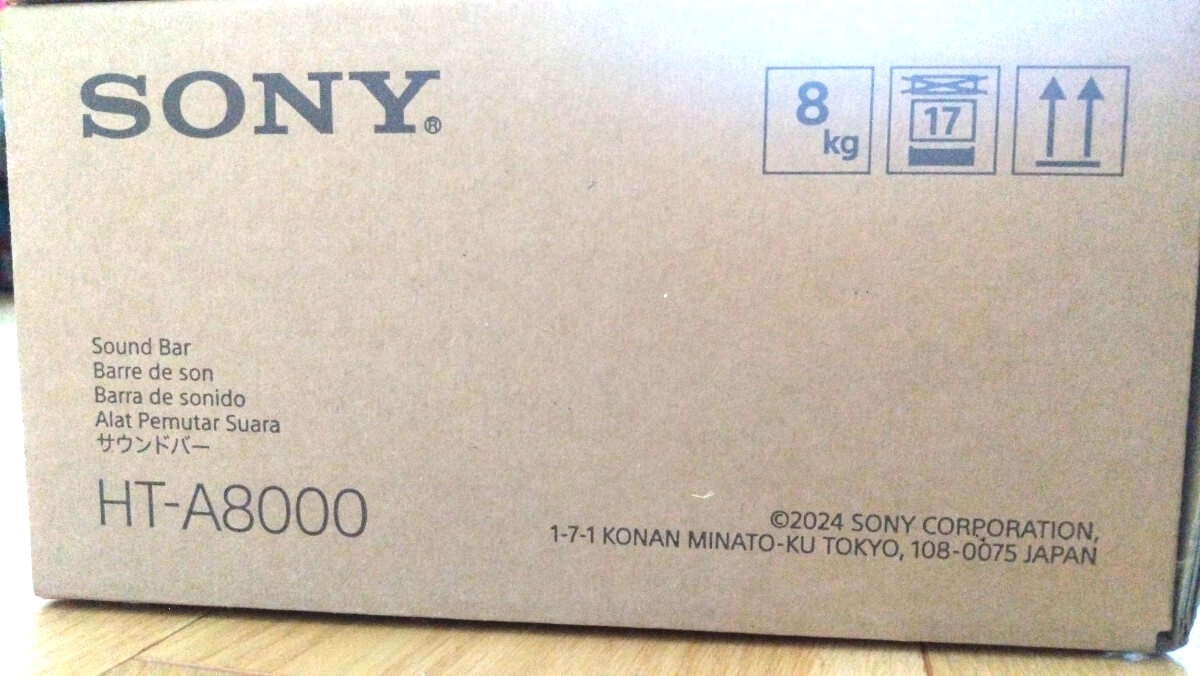 SONY®
8 kg
17
Sound Bar
Barre de son
Barra de sonido
Alat Pemutar Suara
サウンドバー
HT-A8000
©2024 SONY CORPORATION,
1-7-1 KONAN MINATO-KU TOKYO, 108-0075 JAPAN